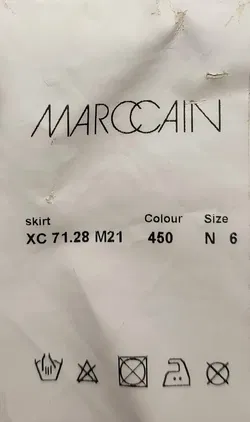 MARCCAIN
skirt Colour Size
XC 71.28 M21 450 N 6